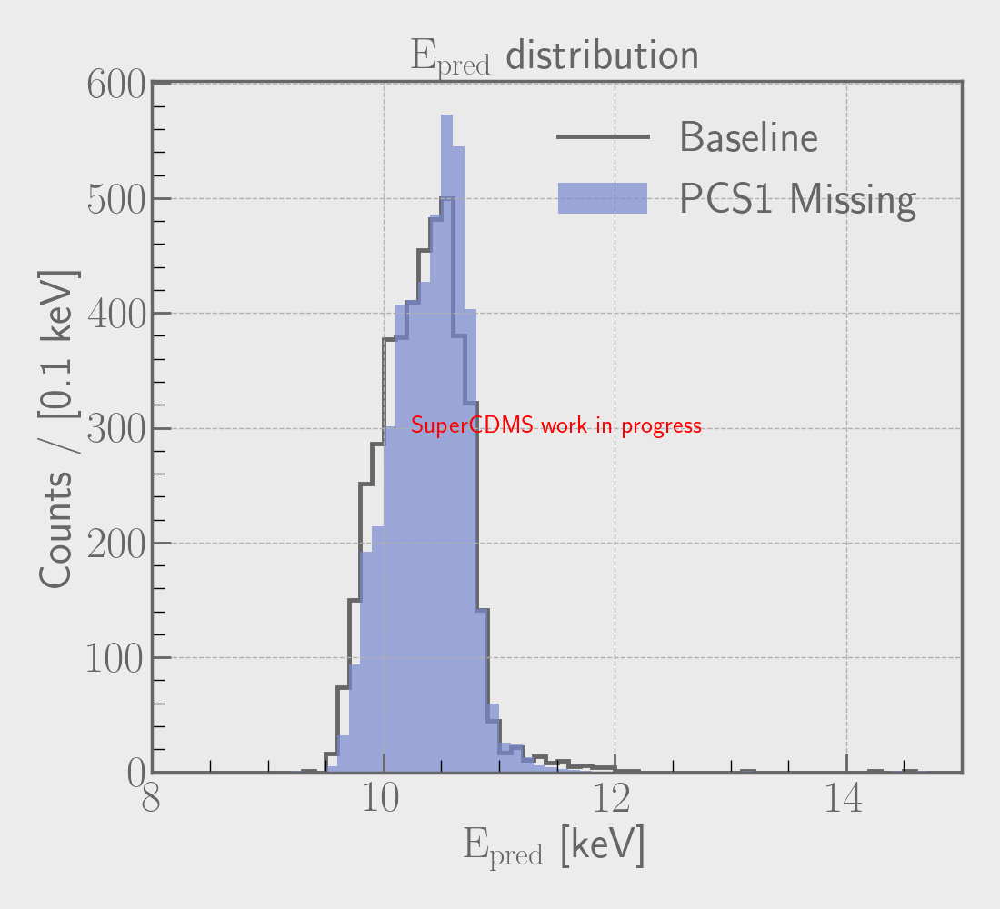 E_pred distribution
600
500
400
300
200
100
0
Counts / [0.1 keV]
Baseline
PCS1 Missing
SuperCDMS work in progress
8 10 12 14
E_pred [keV]